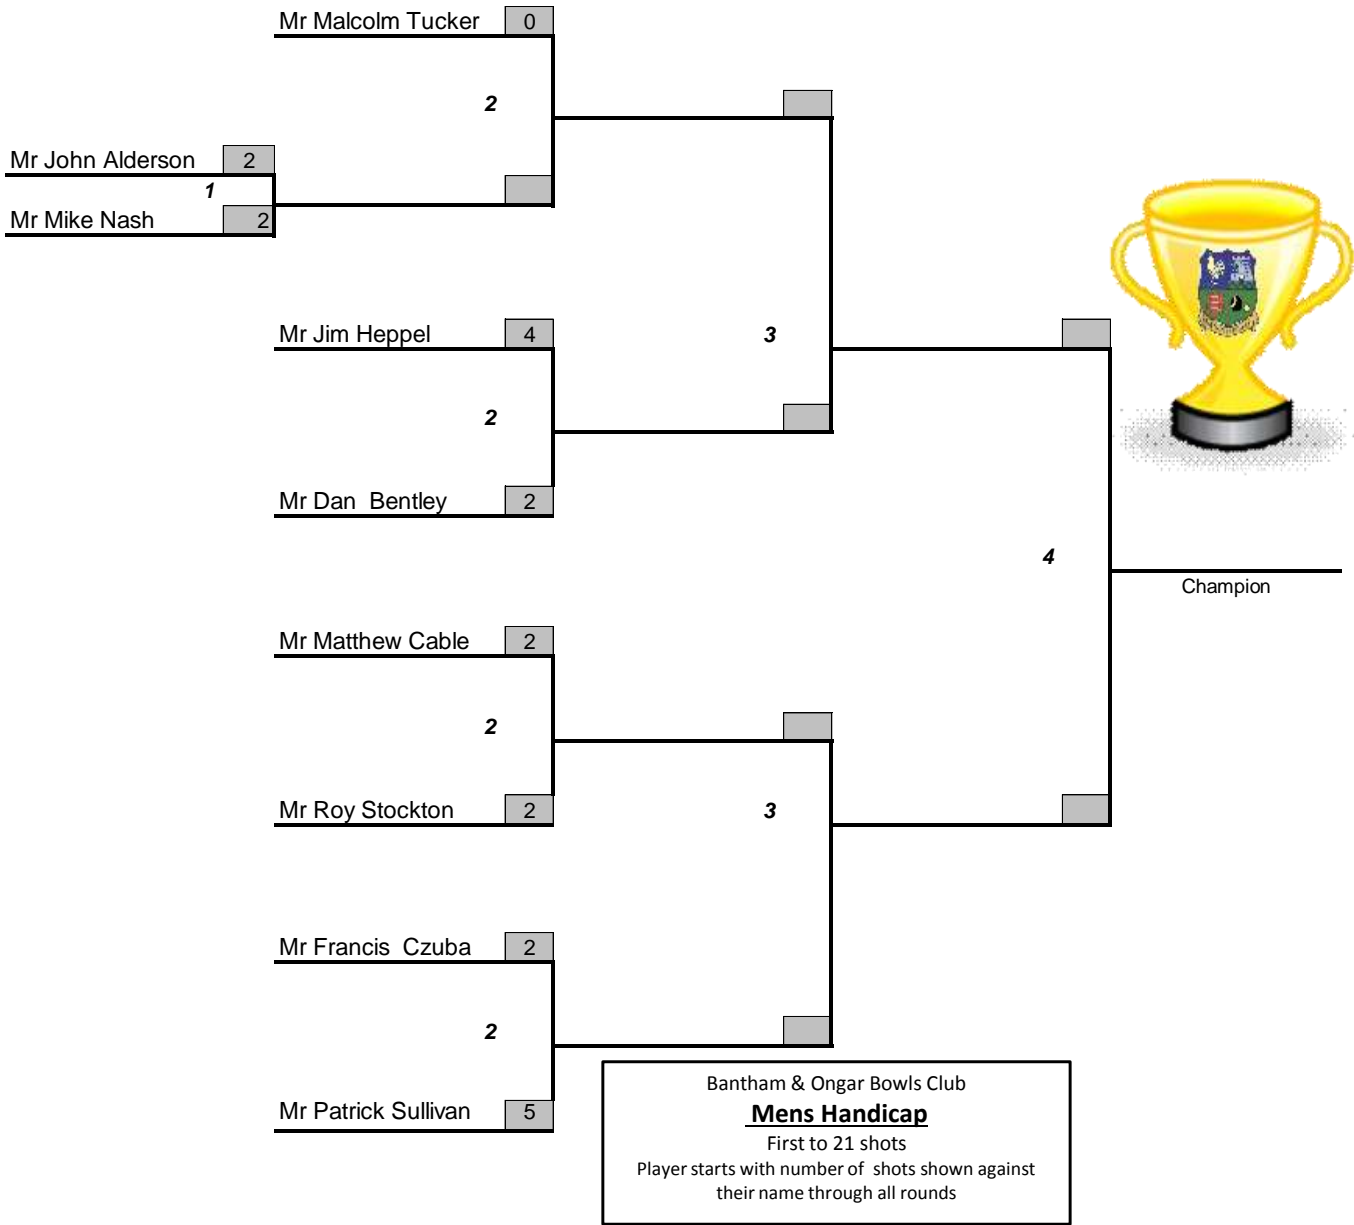 Mr Malcolm Tucker 0
2
Mr John Alderson 2
1
Mr Mike Nash 2
Mr Jim Heppel 4
3
2
Mr Dan  Bentley 2
4
Champion
Mr Matthew Cable 2
2
Mr Roy Stockton 2
3
Mr Francis  Czuba 2
2
Mr Patrick Sullivan 5
Bantham & Ongar Bowls Club
Mens Handicap
First to 21 shots
Player starts with number of  shots shown against
their name through all rounds